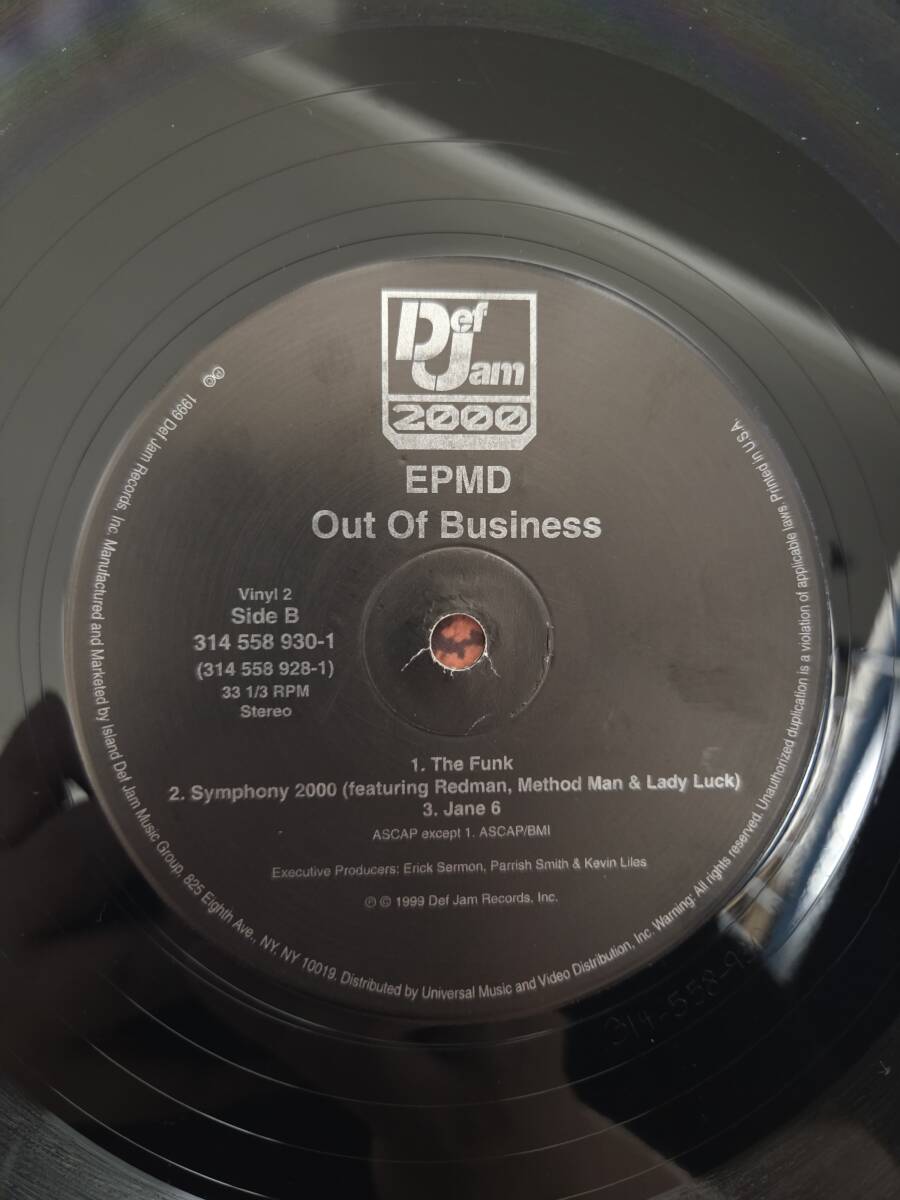 Def Jam
2000
EPMD
Out Of Business
Vinyl 2
Side B
314 558 930-1
(314 558 928-1)
33 1/3 RPM
Stereo
1. The Funk
2. Symphony 2000 (featuring Redman, Method Man & Lady Luck)
3. Jane 6
ASCAP except 1. ASCAP/BMI
Executive Producers: Erick Sermon, Parrish Smith & Kevin Liles
℗ © 1999 Def Jam Records, Inc.
℗© 1999 Def Jam Records, Inc. Manufactured and Marketed by Island Def Jam Music Group, 825 Eighth Ave., NY, NY 10019. Distributed by Universal Music and Video Distribution, Inc. Warning: All rights reserved. Unauthorized duplication is a violation of applicable laws. Printed in U.S.A.
314-558-93